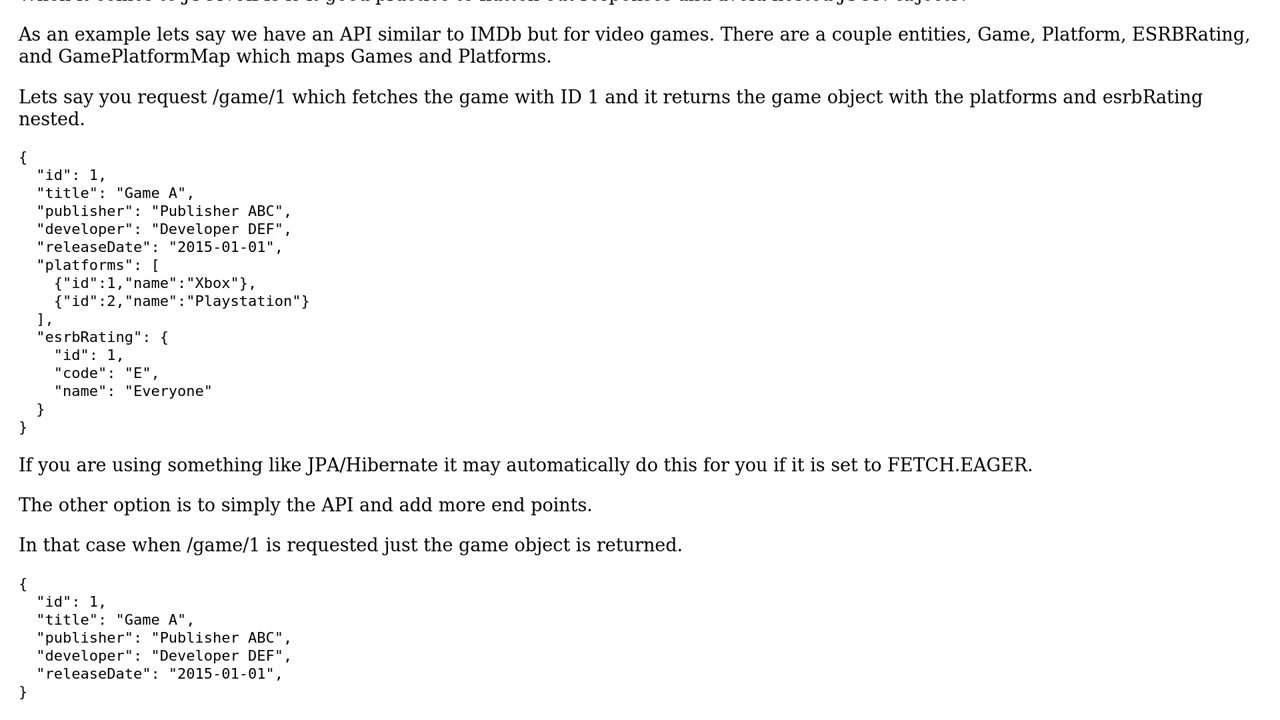 As an example lets say we have an API similar to IMDb but for video games. There are a couple entities, Game, Platform, ESRBRating,
and GamePlatformMap which maps Games and Platforms.
Lets say you request /game/1 which fetches the game with ID 1 and it returns the game object with the platforms and esrbRating
nested.
{
  "id": 1,
  "title": "Game A",
  "publisher": "Publisher ABC",
  "developer": "Developer DEF",
  "releaseDate": "2015-01-01",
  "platforms": [
    {"id":1,"name":"Xbox"},
    {"id":2,"name":"Playstation"}
  ],
  "esrbRating": {
    "id": 1,
    "code": "E",
    "name": "Everyone"
  }
}
If you are using something like JPA/Hibernate it may automatically do this for you if it is set to FETCH.EAGER.
The other option is to simply the API and add more end points.
In that case when /game/1 is requested just the game object is returned.
{
  "id": 1,
  "title": "Game A",
  "publisher": "Publisher ABC",
  "developer": "Developer DEF",
  "releaseDate": "2015-01-01",
}